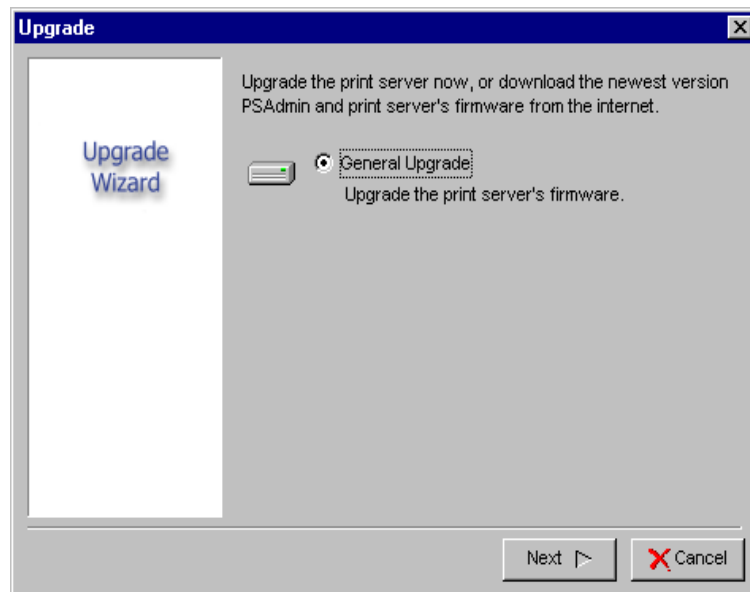 Upgrade
Upgrade the print server now, or download the newest version
PSAdmin and print server's firmware from the internet.
Upgrade
Wizard
General Upgrade
Upgrade the print server's firmware.
Next
Cancel